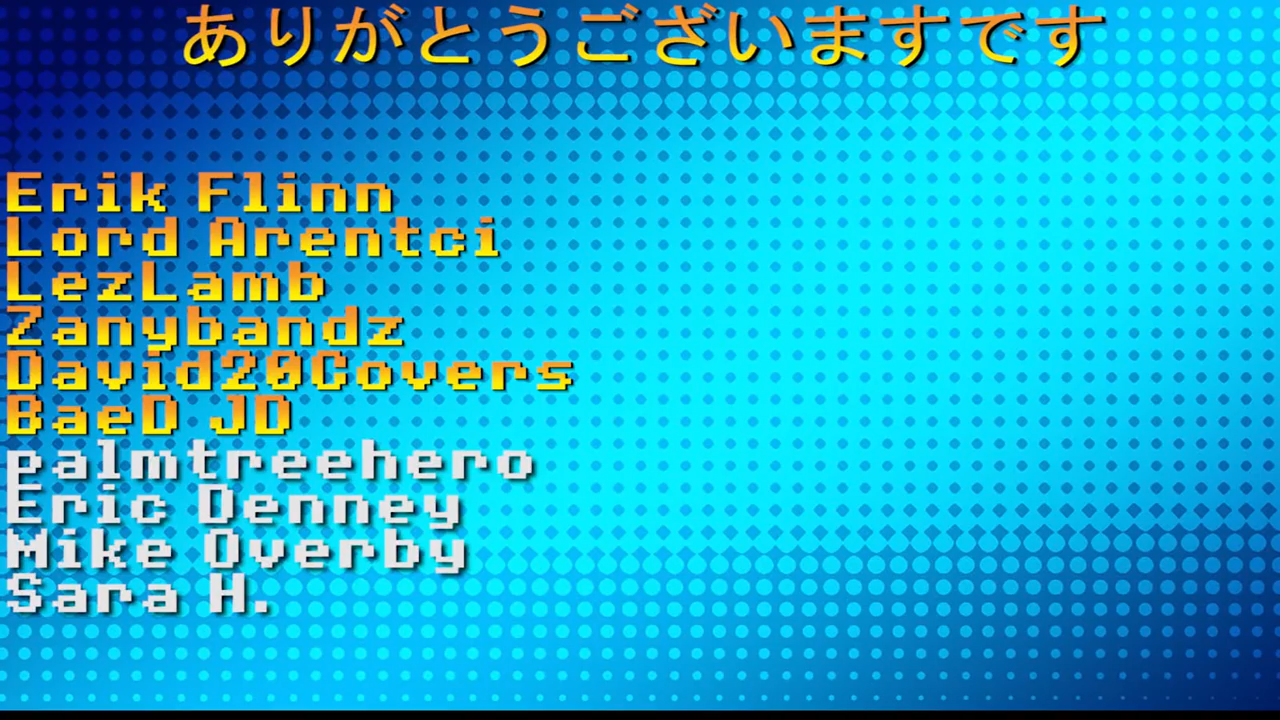 ありがとうございますです
Erik Flinn
Lord Arentci
LezLamb
Zanybandz
David20Covers
BaeD JD
palmtreehero
Eric Denney
Mike Overby
Sara H.